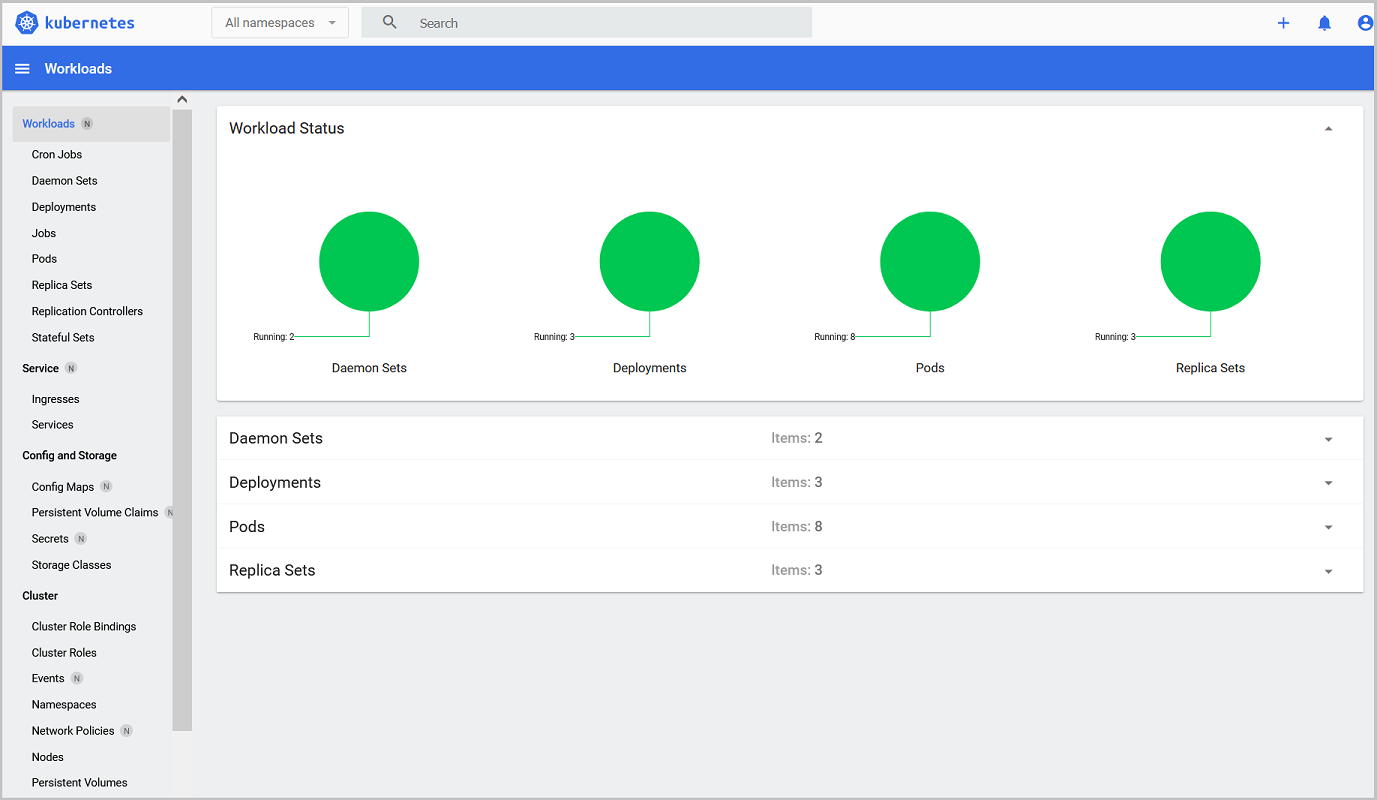 kubernetes
All namespaces
Search
Workloads
Workloads N
Cron Jobs
Daemon Sets
Deployments
Jobs
Pods
Replica Sets
Replication Controllers
Stateful Sets
Service N
Ingresses
Services
Config and Storage
Config Maps N
Persistent Volume Claims N
Secrets N
Storage Classes
Cluster
Cluster Role Bindings
Cluster Roles
Events N
Namespaces
Network Policies N
Nodes
Persistent Volumes
Workload Status
Running: 2
Daemon Sets
Running: 3
Deployments
Running: 8
Pods
Running: 3
Replica Sets
Daemon Sets Items: 2
Deployments Items: 3
Pods Items: 8
Replica Sets Items: 3